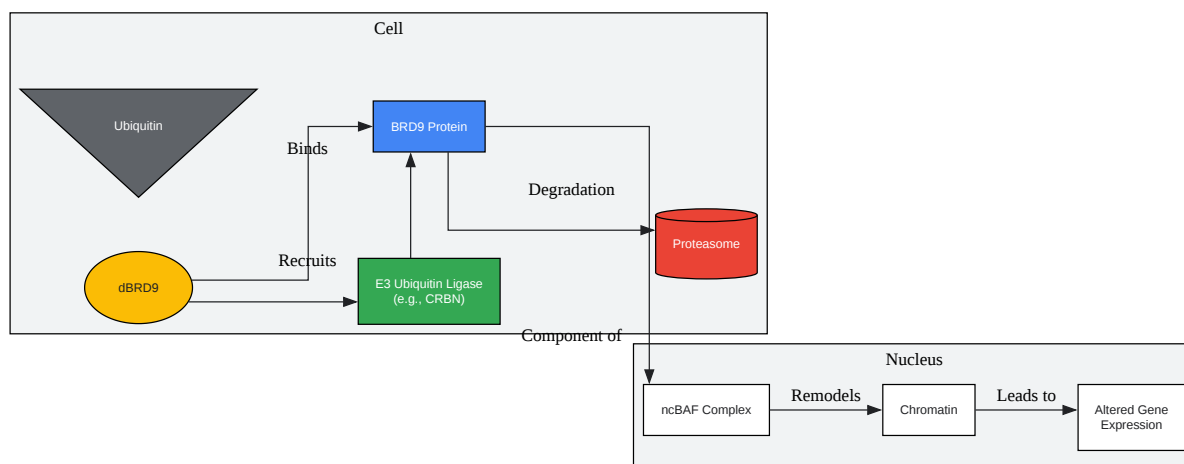 Cell
Ubiquitin
BRD9 Protein
Binds
Degradation
Proteasome
Recruits
dBRD9
E3 Ubiquitin Ligase
(e.g., CRBN)
Component of
Nucleus
ncBAF Complex
Remodels
Chromatin
Leads to
Altered Gene
Expression